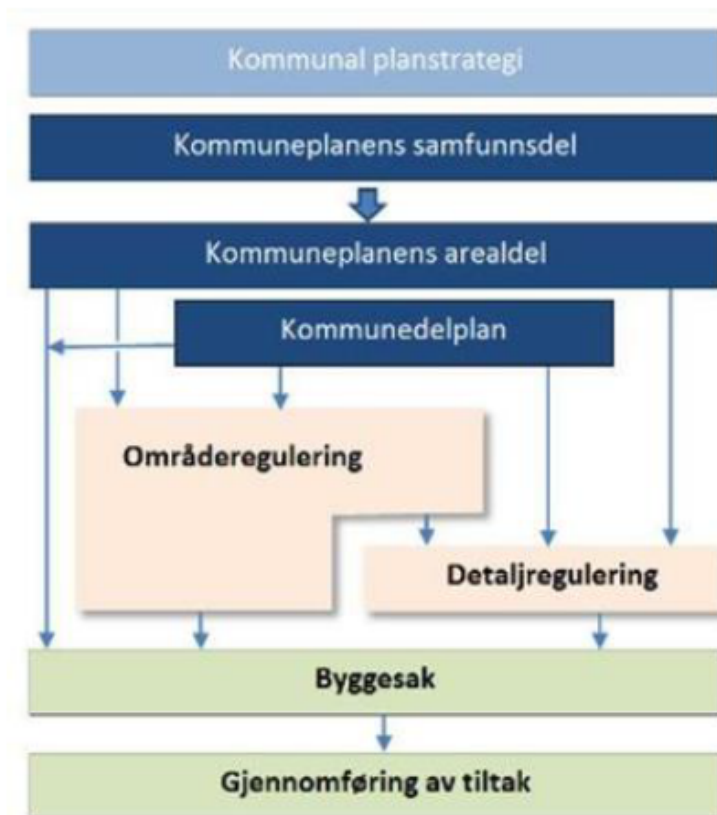 Kommunal planstrategi
Kommuneplanens samfunnsdel
Kommuneplanens arealdel
Kommunedelplan
Områderegulering
Detaljregulering
Byggesak
Gjennomføring av tiltak